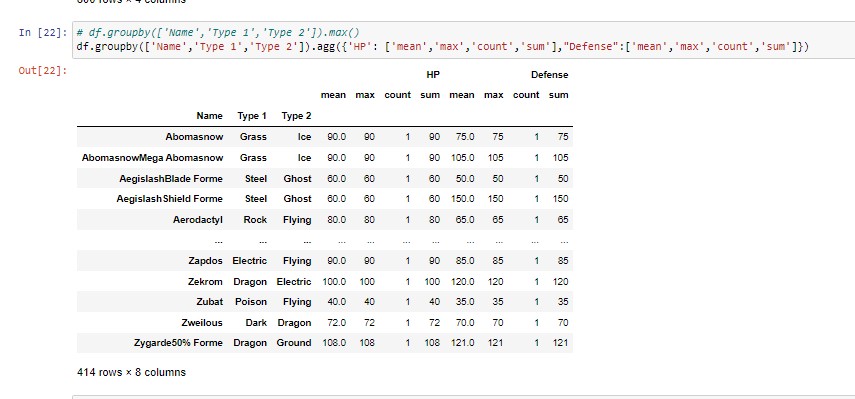 800 rows × 4 columns
In [22]: # df.groupby(['Name','Type 1','Type 2']).max()
df.groupby(['Name','Type 1','Type 2']).agg({'HP': ['mean','max','count','sum'],"Defense":['mean','max','count','sum']})
Out[22]:
HP Defense
mean max count sum mean max count sum
Name Type 1 Type 2
Abomasnow Grass Ice 90.0 90 1 90 75.0 75 1 75
AbomasnowMega Abomasnow Grass Ice 90.0 90 1 90 105.0 105 1 105
AegislashBlade Forme Steel Ghost 60.0 60 1 60 50.0 50 1 50
AegislashShield Forme Steel Ghost 60.0 60 1 60 150.0 150 1 150
Aerodactyl Rock Flying 80.0 80 1 80 65.0 65 1 65
... ... ... ... ... ... ... ... ... ... ...
Zapdos Electric Flying 90.0 90 1 90 85.0 85 1 85
Zekrom Dragon Electric 100.0 100 1 100 120.0 120 1 120
Zubat Poison Flying 40.0 40 1 40 35.0 35 1 35
Zweilous Dark Dragon 72.0 72 1 72 70.0 70 1 70
Zygarde50% Forme Dragon Ground 108.0 108 1 108 121.0 121 1 121
414 rows × 8 columns